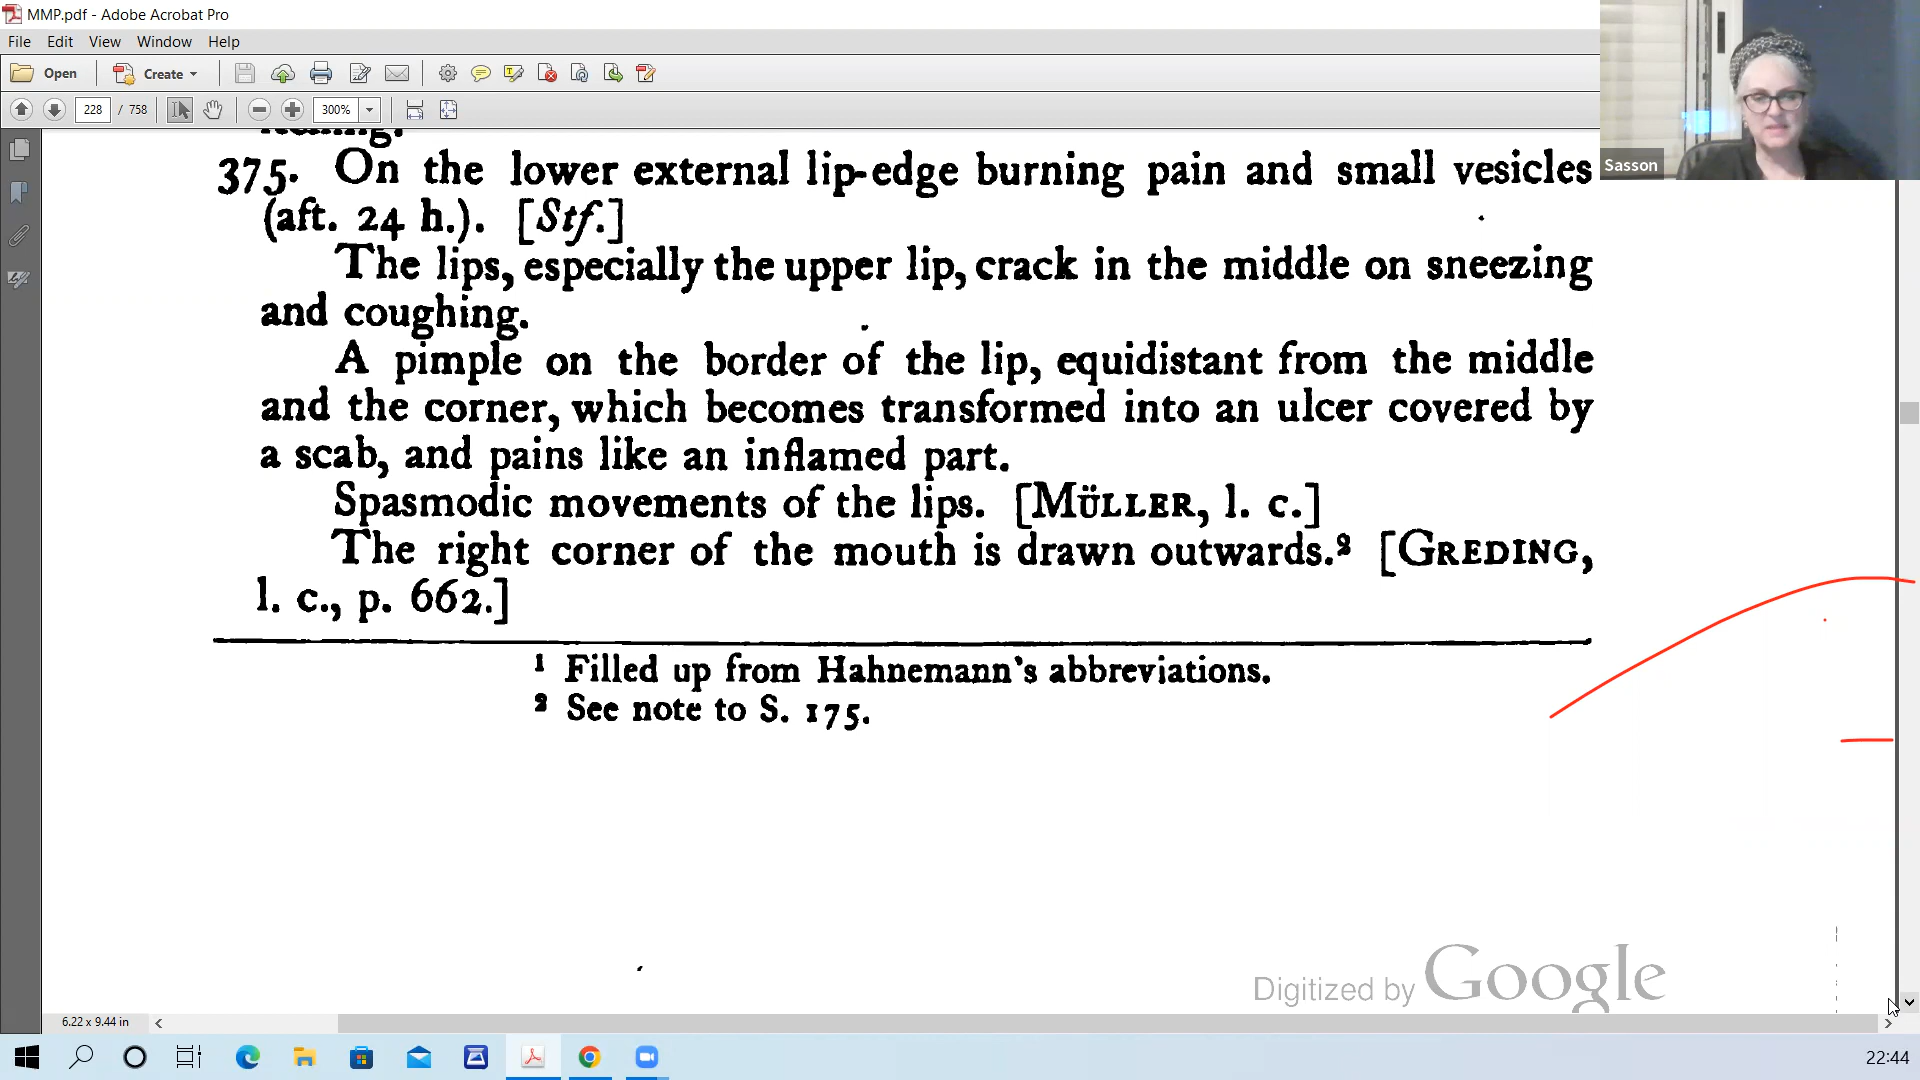 MMP.pdf - Adobe Acrobat Pro
File Edit View Window Help
Open Create
228 / 758 300%
375. On the lower external lip-edge burning pain and small vesicles
(aft. 24 h.). [Stf.]
The lips, especially the upper lip, crack in the middle on sneezing
and coughing.
A pimple on the border of the lip, equidistant from the middle
and the corner, which becomes transformed into an ulcer covered by
a scab, and pains like an inflamed part.
Spasmodic movements of the lips. [MÜLLER, l. c.]
The right corner of the mouth is drawn outwards.² [GREDING,
l. c., p. 662.]
¹ Filled up from Hahnemann's abbreviations.
² See note to S. 175.
Digitized by Google
Sasson
6.22 x 9.44 in
22:44